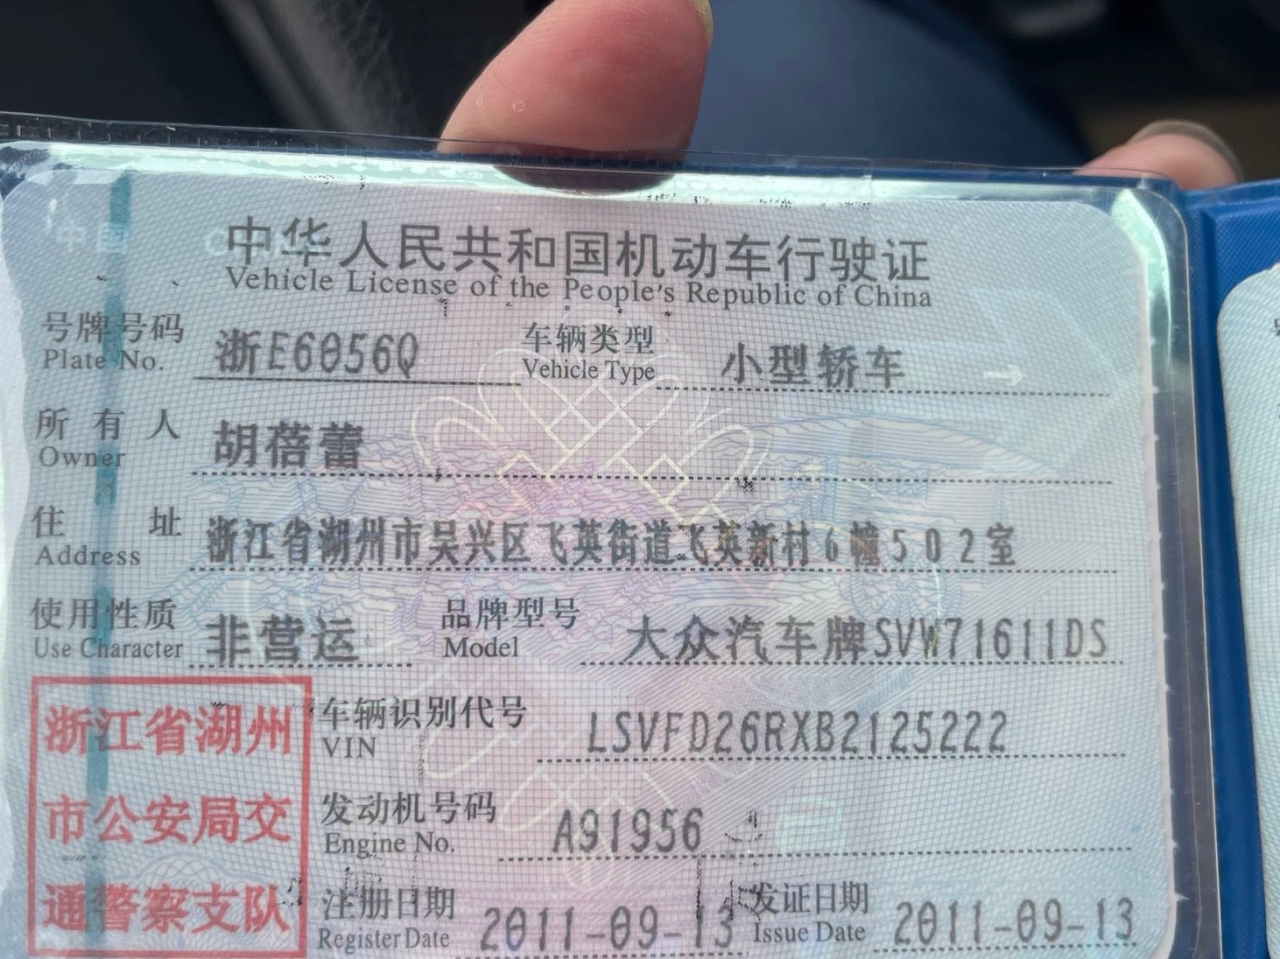 中华人民共和国机动车行驶证
Vehicle License of the People's Republic of China
号牌号码 浙E6056Q 车辆类型 小型轿车
Plate No. Vehicle Type
所有人 胡蓓蕾
Owner
住址 浙江省湖州市吴兴区飞英街道飞英新村6幢502室
Address
使用性质 非营运 品牌型号 大众汽车牌SVW71611DS
Use Character Model
浙江省湖州
市公安局交
通警察支队
车辆识别代号 LSVFD26RXB2125222
VIN
发动机号码 A91956
Engine No.
注册日期 2011-09-13 发证日期 2011-09-13
Register Date Issue Date